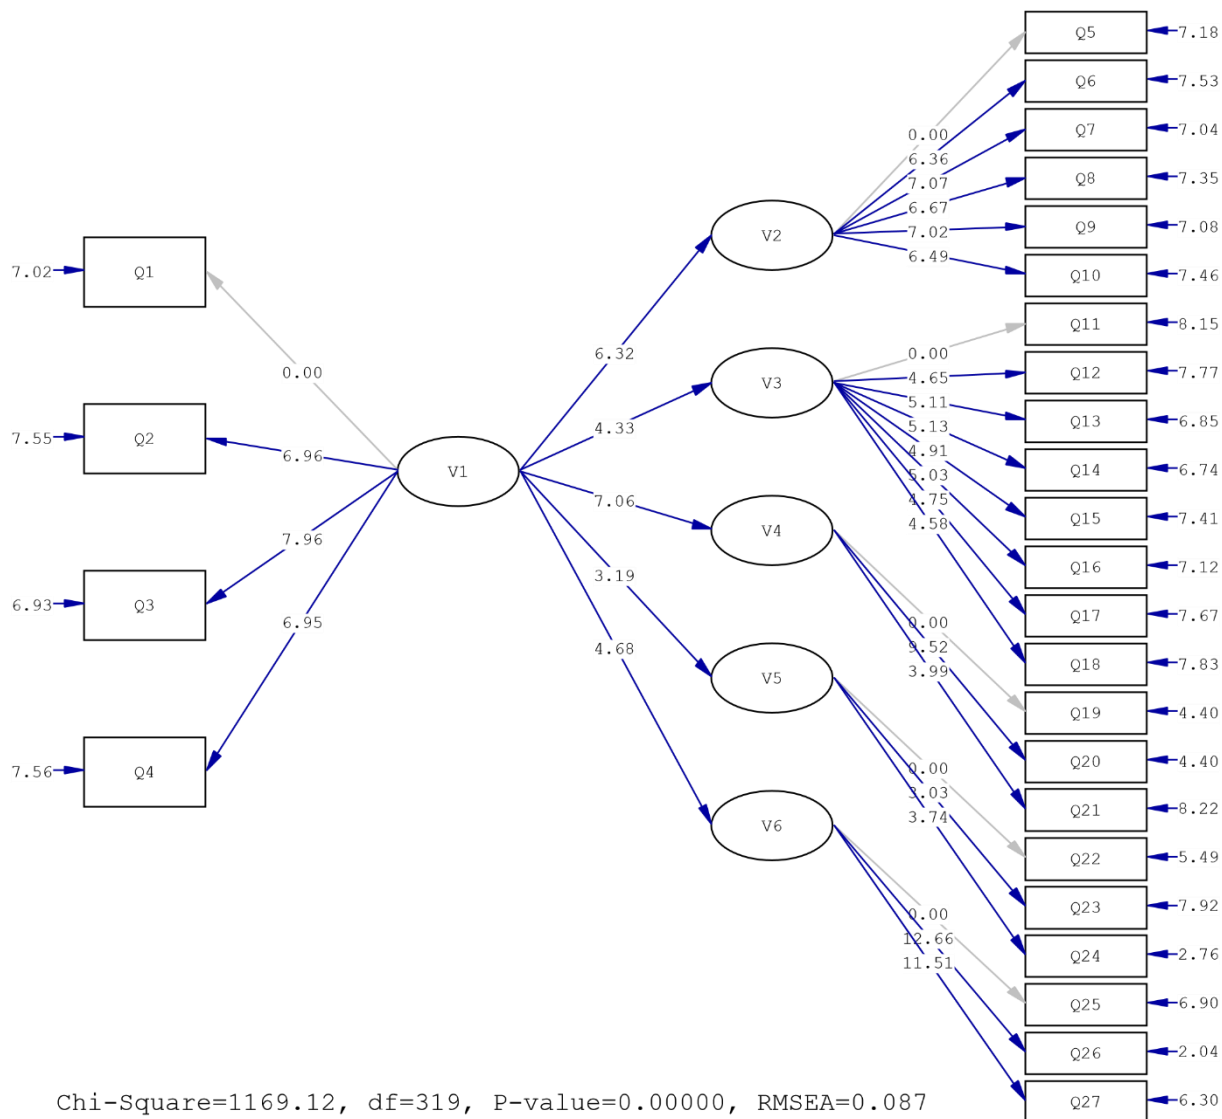 Q5
7.18
Q6
7.53
0.00
Q7
7.04
6.36
7.07
Q8
7.35
6.67
V2
Q9
7.08
7.02
6.49
7.02
Q1
Q10
7.46
Q11
8.15
6.32
0.00
0.00
Q12
7.77
4.65
V3
5.11
Q13
6.85
4.33
5.13
7.55
Q2
6.96
4.91
Q14
6.74
V1
5.03
7.06
4.75
Q15
7.41
4.58
V4
7.96
Q16
7.12
3.19
6.93
Q3
Q17
7.67
6.95
0.00
4.68
9.52
Q18
7.83
3.99
V5
Q19
4.40
7.56
Q4
0.00
Q20
4.40
3.03
Q21
8.22
3.74
V6
Q22
5.49
Q23
7.92
0.00
12.66
Q24
2.76
11.51
Q25
6.90
Q26
2.04
Q27
6.30
Chi-Square=1169.12, df=319, P-value=0.00000, RMSEA=0.087